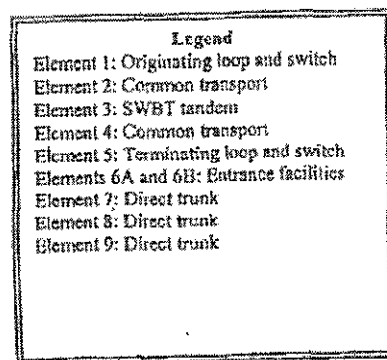 Legend
Element 1: Originating loop and switch
Element 2: Common transport
Element 3: SWBT tandem
Element 4: Common transport
Element 5: Terminating loop and switch
Elements 6A and 6B: Entrance facilities
Element 7: Direct trunk
Element 8: Direct trunk
Element 9: Direct trunk